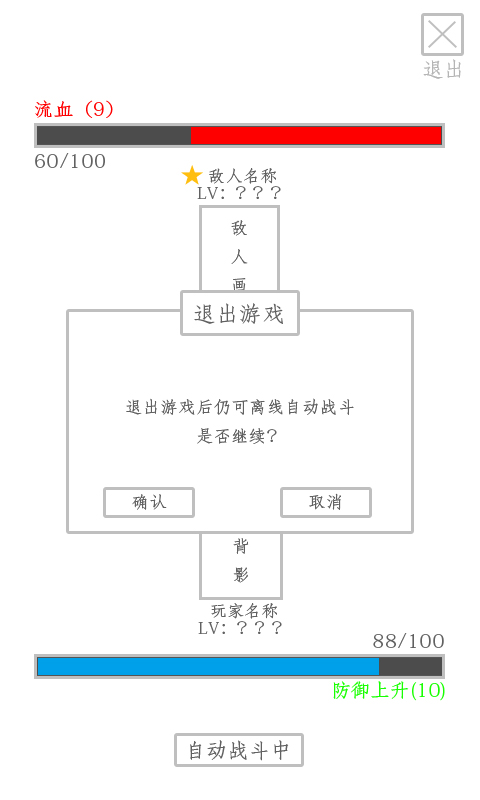 退出
流血（9）
60/100
敌人名称
LV：？？？
敌
人
画
退出游戏
退出游戏后仍可离线自动战斗
是否继续？
确认
取消
背
影
玩家名称
LV：？？？
88/100
防御上升(10)
自动战斗中